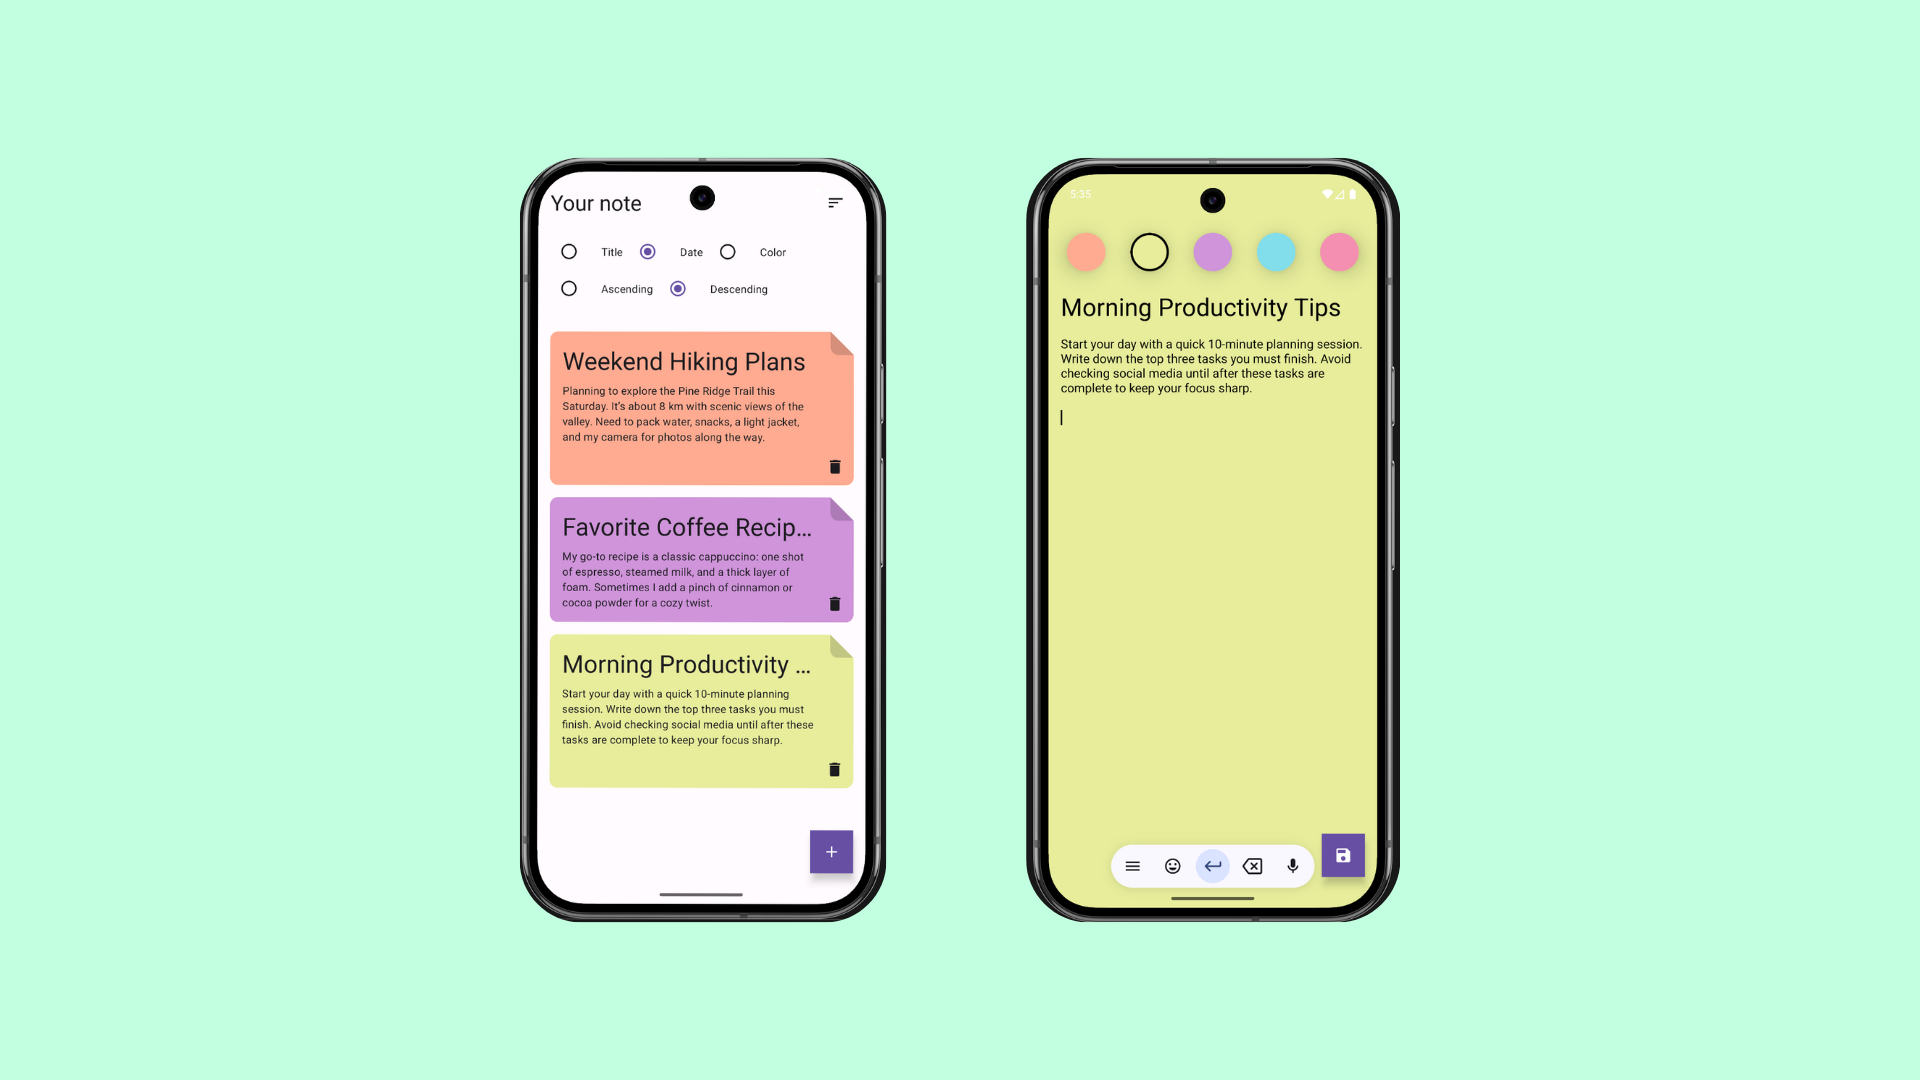 Your note
Title Date Color
Ascending Descending
Weekend Hiking Plans
Planning to explore the Pine Ridge Trail this
Saturday. It's about 8 km with scenic views of the
valley. Need to pack water, snacks, a light jacket,
and my camera for photos along the way.
Favorite Coffee Recip...
My go-to recipe is a classic cappuccino: one shot
of espresso, steamed milk, and a thick layer of
foam. Sometimes I add a pinch of cinnamon or
cocoa powder for a cozy twist.
Morning Productivity ...
Start your day with a quick 10-minute planning
session. Write down the top three tasks you must
finish. Avoid checking social media until after these
tasks are complete to keep your focus sharp.
5:35
Morning Productivity Tips
Start your day with a quick 10-minute planning session.
Write down the top three tasks you must finish. Avoid
checking social media until after these tasks are
complete to keep your focus sharp.